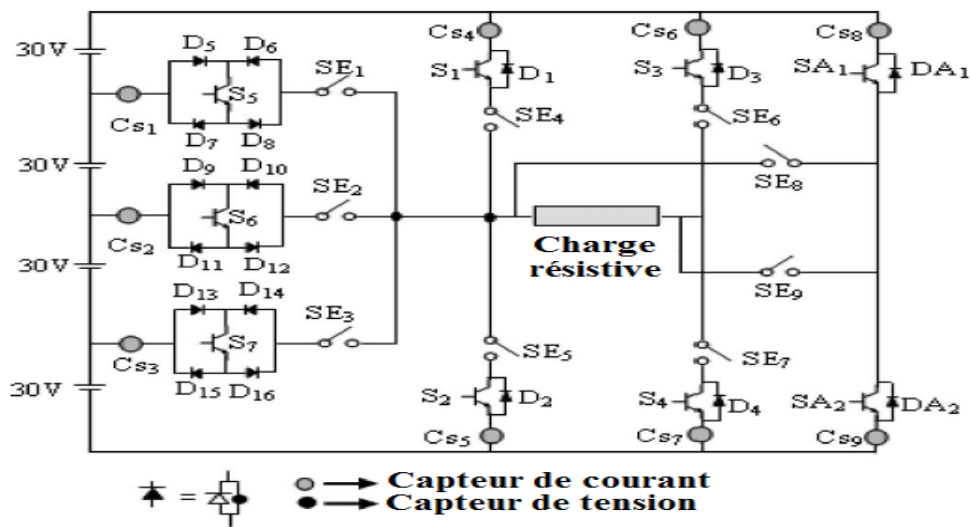 30V
30V
30V
30V
Cs1
Cs2
Cs3
D5
D6
S5
D7
D8
SE1
D9
D10
S6
D11
D12
SE2
D13
D14
S7
D15
D16
SE3
Cs4
S1
D1
SE4
Cs6
S3
D3
SE6
Cs8
SA1
DA1
SE8
Charge
résistive
SE9
SE5
S2
D2
Cs5
SE7
S4
D4
Cs7
SA2
DA2
Cs9
=
Capteur de courant
Capteur de tension